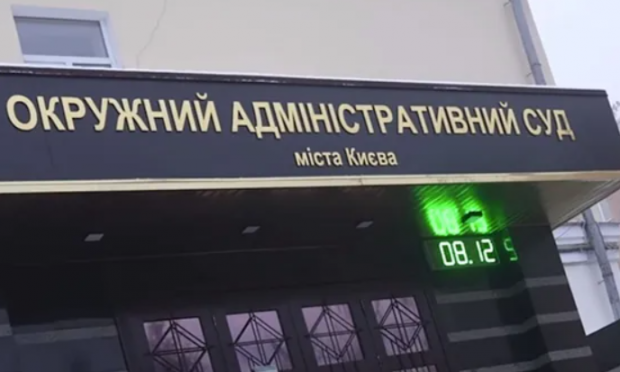 ОКРУЖНИЙ АДМІНІСТРАТИВНИЙ СУД
міста Києва
08.12